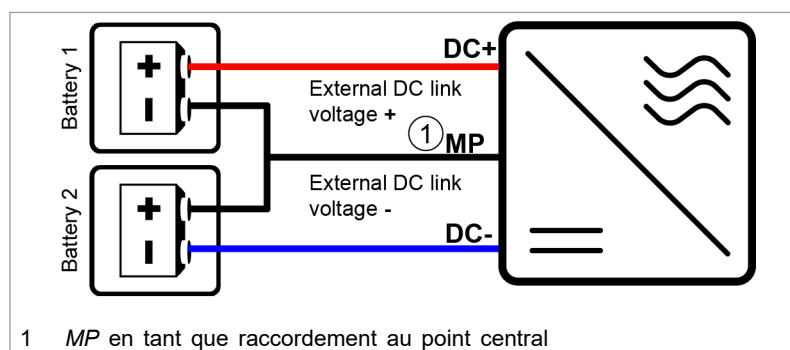 Battery 1
+
-
DC+
External DC link
voltage +
1 MP
External DC link
voltage -
DC-
Battery 2
+
-
1 MP en tant que raccordement au point central